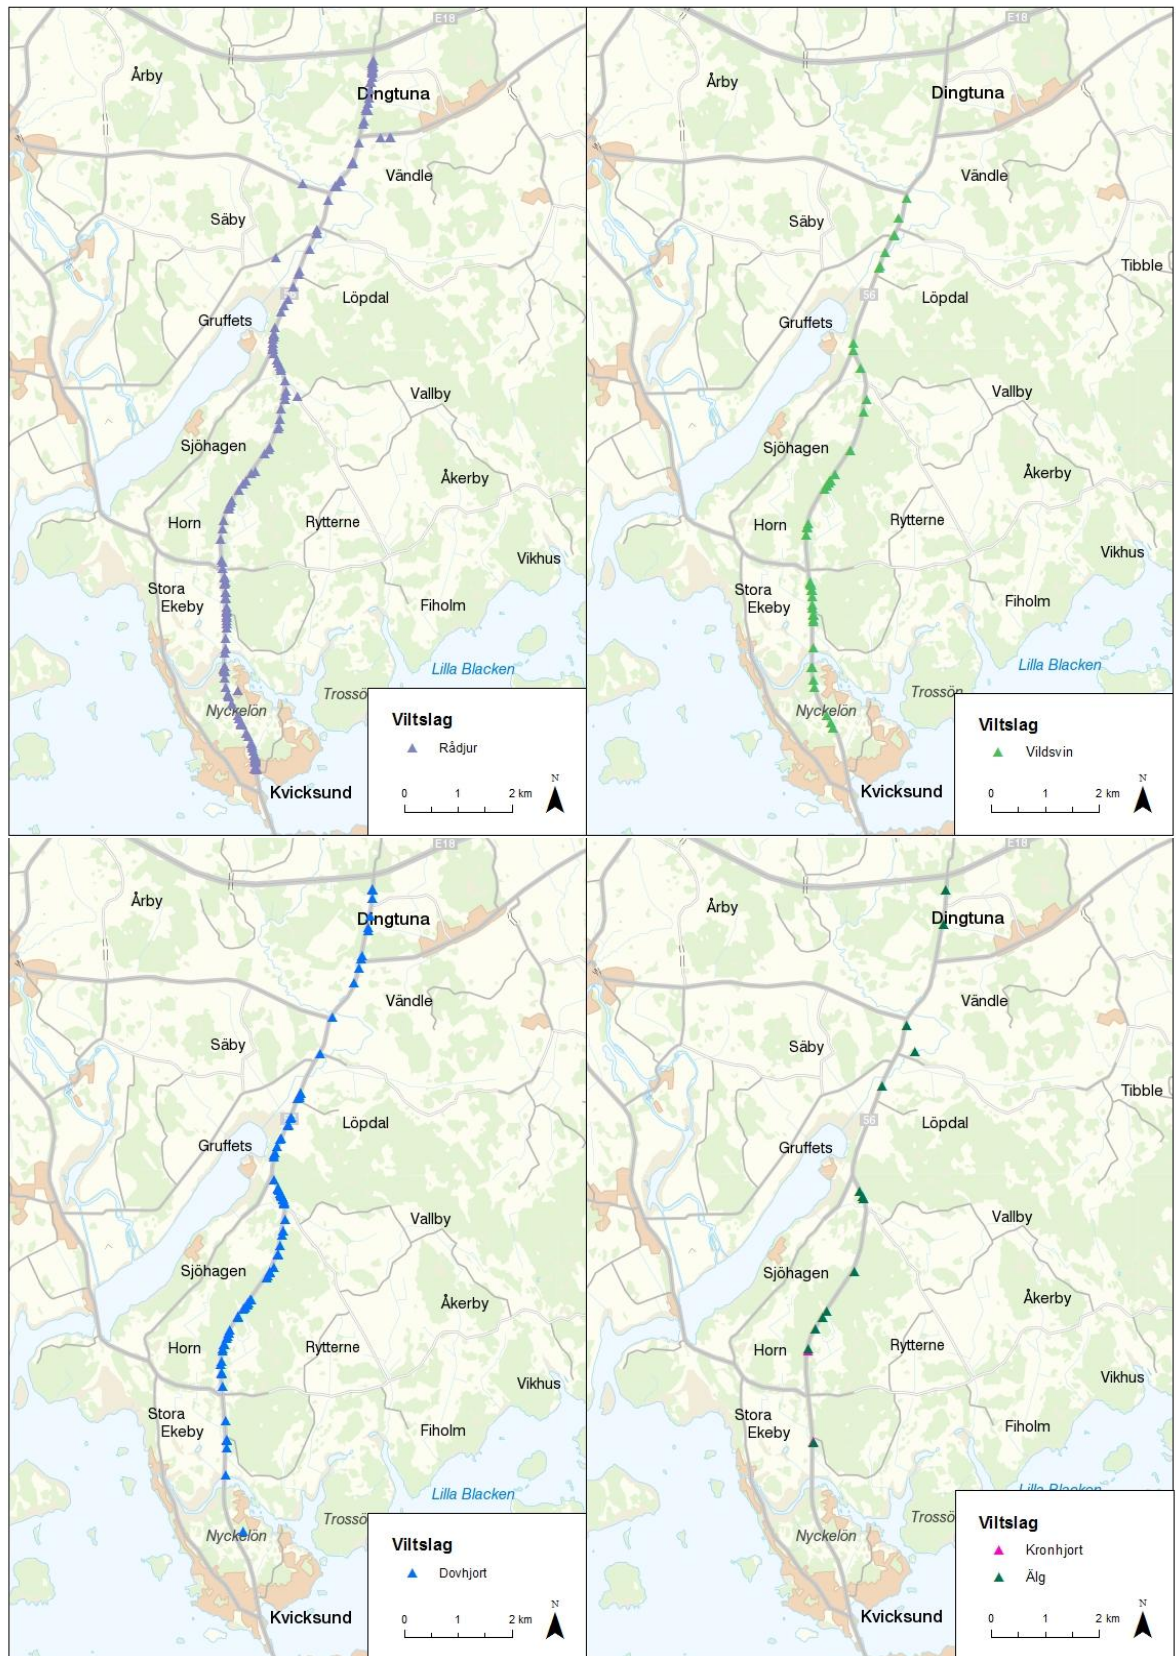 E18
Årby
Dingtuna
Vändle
Säby
Löpdal
Gruffets
Vallby
Sjöhagen
Åkerby
Horn
Rytterne
Vikhus
Stora
Ekeby
Fiholm
Lilla Blacken
Nyckelön
Kvicksund
Viltslag
Rådjur
0 1 2 km
N
E18
Årby
Dingtuna
Vändle
Säby
Tibble
56
Löpdal
Gruffets
Vallby
Sjöhagen
Åkerby
Horn
Rytterne
Vikhus
Stora
Ekeby
Fiholm
Lilla Blacken
Trossön
Nyckelön
Kvicksund
Viltslag
Vildsvin
0 1 2 km
N
E18
Årby
Dingtuna
Vändle
Säby
Löpdal
Gruffets
Vallby
Sjöhagen
Åkerby
Horn
Rytterne
Vikhus
Stora
Ekeby
Fiholm
Lilla Blacken
Nyckelön
Kvicksund
Viltslag
Dovhjort
0 1 2 km
N
E18
Årby
Dingtuna
Vändle
Säby
Tibble
56
Löpdal
Gruffets
Vallby
Sjöhagen
Åkerby
Horn
Rytterne
Vikhus
Stora
Ekeby
Fiholm
Lilla Blacken
Nyckelön
Kvicksund
Viltslag
Kronhjort
Älg
0 1 2 km
N